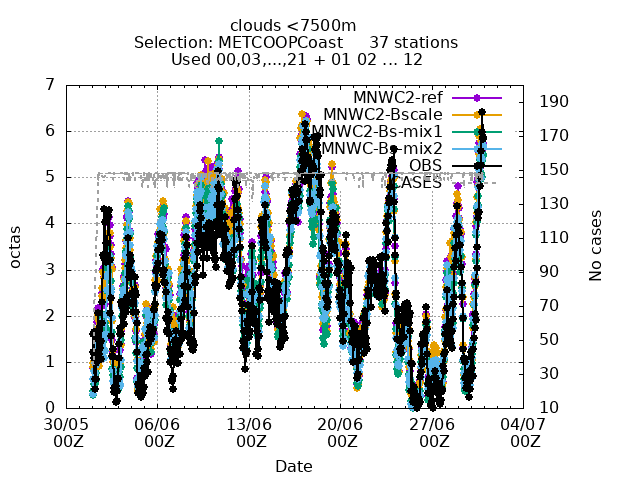 clouds <7500m
Selection: METCOOPCoast     37 stations
Used 00,03,...,21 + 01 02 ... 12
MNWC2-ref
MNWC2-Bscale
MNWC2-Bs-mix1
MNWC-Bs-mix2
OBS
CASES
octas
7
6
5
4
3
2
1
0
No cases
190
170
150
130
110
90
70
50
30
10
30/05 06/06 13/06 20/06 27/06 04/07
00Z 00Z 00Z 00Z 00Z 00Z
Date